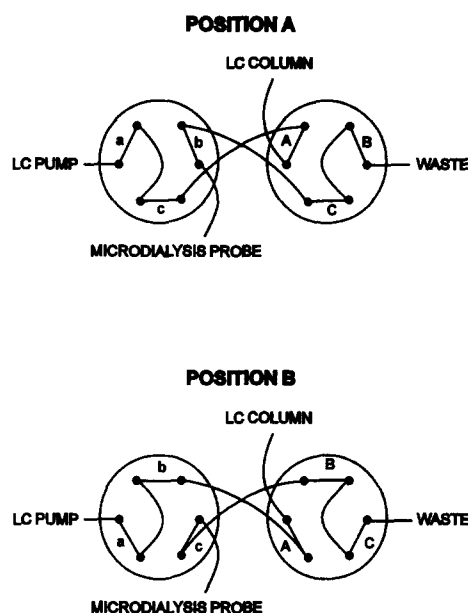 POSITION A
LC COLUMN
a b A B
LC PUMP WASTE
c C
MICRODIALYSIS PROBE
POSITION B
LC COLUMN
b B
LC PUMP WASTE
a c A C
MICRODIALYSIS PROBE